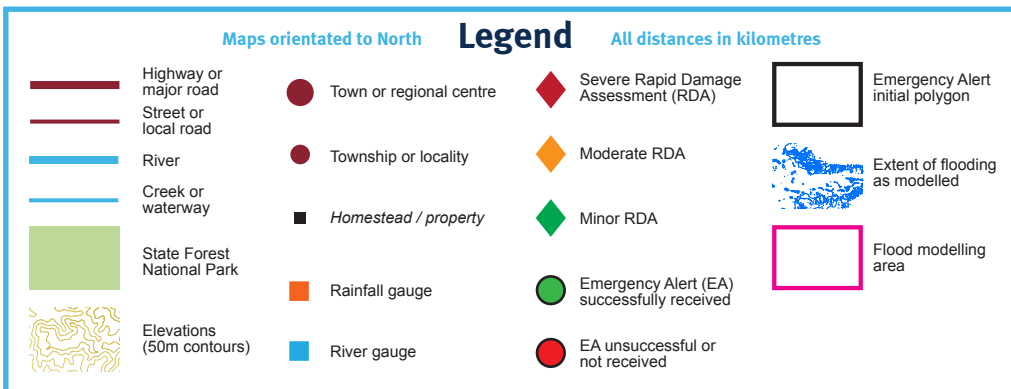 Maps orientated to North
Legend
All distances in kilometres
Highway or
major road
Street or
local road
River
Creek or
waterway
State Forest
National Park
Elevations
(50m contours)
Town or regional centre
Township or locality
Homestead / property
Rainfall gauge
River gauge
Severe Rapid Damage
Assessment (RDA)
Moderate RDA
Minor RDA
Emergency Alert (EA)
successfully received
EA unsuccessful or
not received
Emergency Alert
initial polygon
Extent of flooding
as modelled
Flood modelling
area